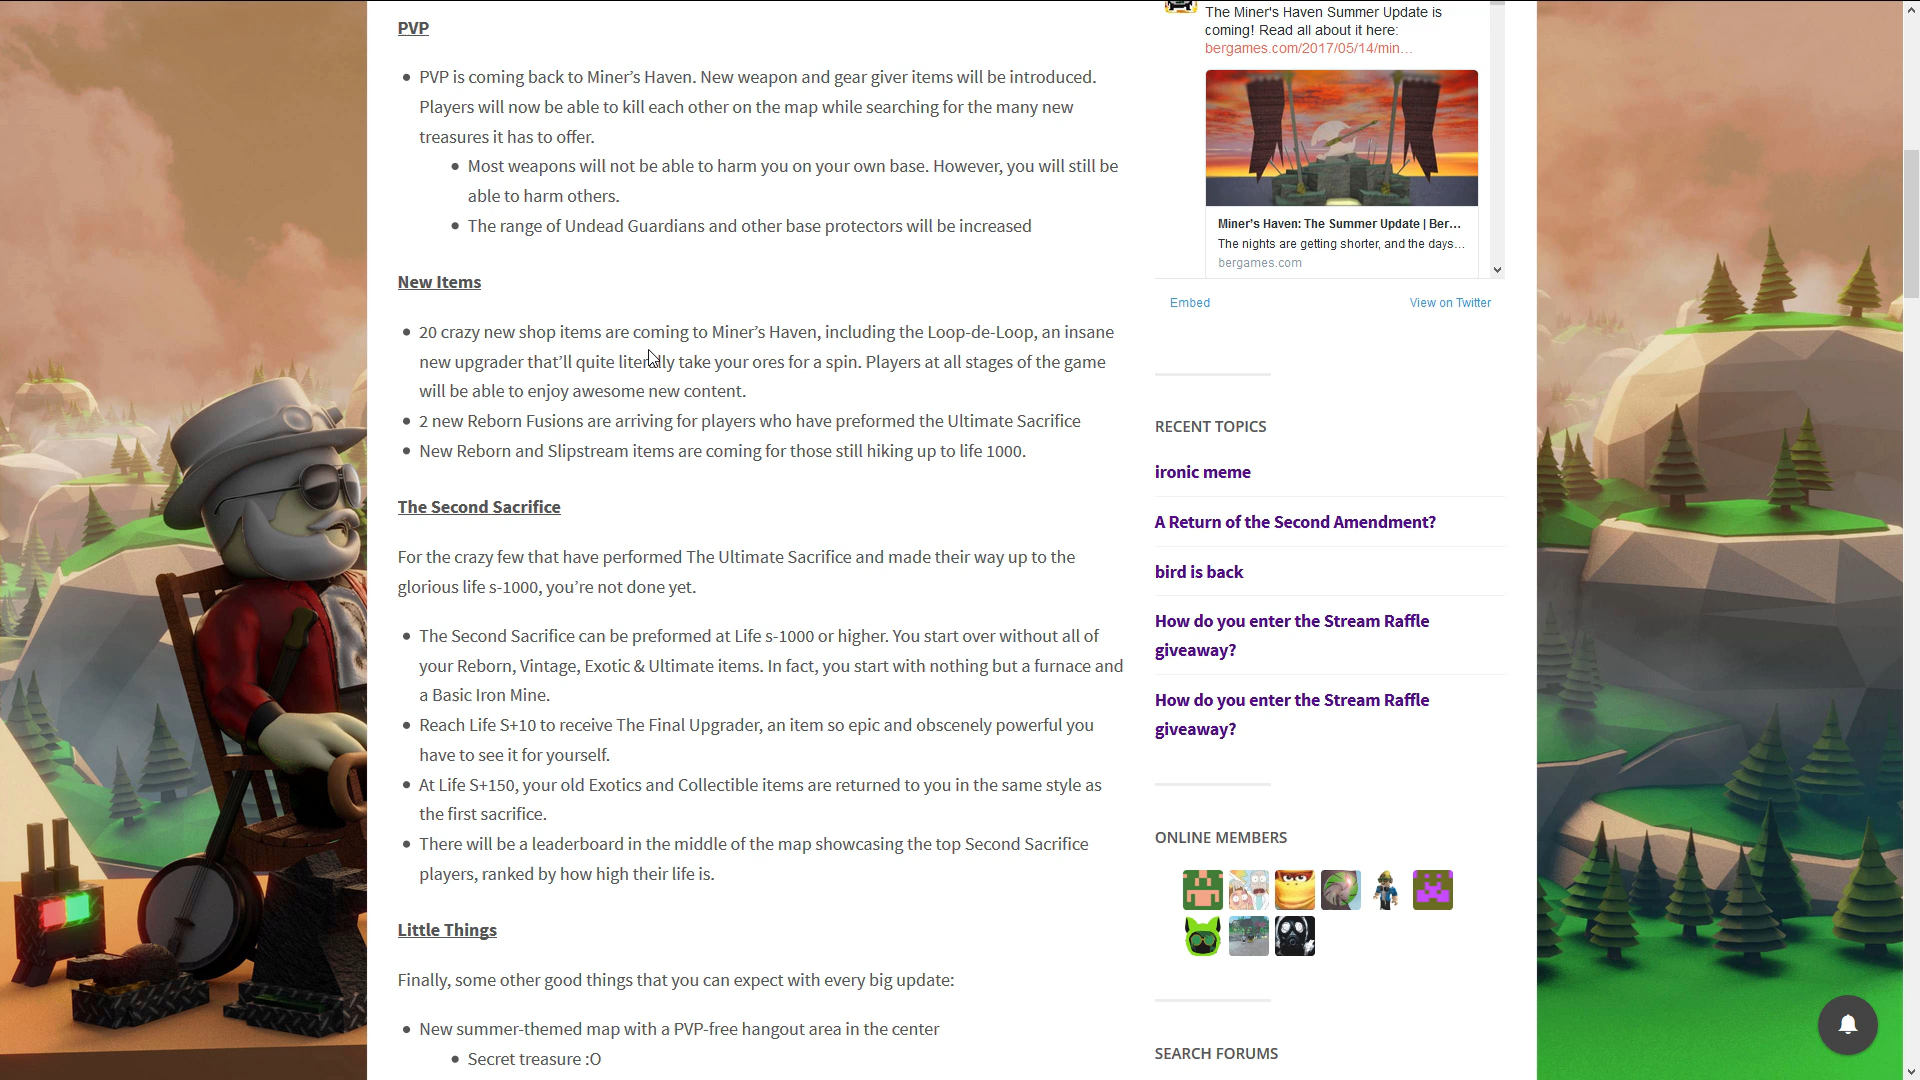 PVP
PVP is coming back to Miner's Haven. New weapon and gear giver items will be introduced.
Players will now be able to kill each other on the map while searching for the many new
treasures it has to offer.
Most weapons will not be able to harm you on your own base. However, you will still be
able to harm others.
The range of Undead Guardians and other base protectors will be increased
New Items
20 crazy new shop items are coming to Miner's Haven, including the Loop-de-Loop, an insane
new upgrader that'll quite literally take your ores for a spin. Players at all stages of the game
will be able to enjoy awesome new content.
2 new Reborn Fusions are arriving for players who have preformed the Ultimate Sacrifice
New Reborn and Slipstream items are coming for those still hiking up to life 1000.
The Second Sacrifice
For the crazy few that have performed The Ultimate Sacrifice and made their way up to the
glorious life s-1000, you're not done yet.
The Second Sacrifice can be preformed at Life s-1000 or higher. You start over without all of
your Reborn, Vintage, Exotic & Ultimate items. In fact, you start with nothing but a furnace and
a Basic Iron Mine.
Reach Life S+10 to receive The Final Upgrader, an item so epic and obscenely powerful you
have to see it for yourself.
At Life S+150, your old Exotics and Collectible items are returned to you in the same style as
the first sacrifice.
There will be a leaderboard in the middle of the map showcasing the top Second Sacrifice
players, ranked by how high their life is.
Little Things
Finally, some other good things that you can expect with every big update:
New summer-themed map with a PVP-free hangout area in the center
Secret treasure :O
The Miner's Haven Summer Update is
coming! Read all about it here:
bergames.com/2017/05/14/min…
Miner's Haven: The Summer Update | Ber…
The nights are getting shorter, and the days…
bergames.com
Embed
View on Twitter
RECENT TOPICS
ironic meme
A Return of the Second Amendment?
bird is back
How do you enter the Stream Raffle
giveaway?
How do you enter the Stream Raffle
giveaway?
ONLINE MEMBERS
SEARCH FORUMS